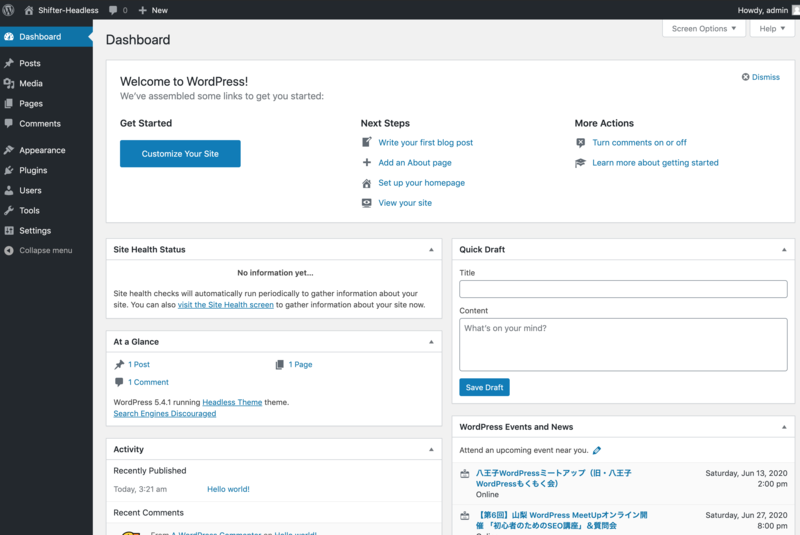 Shifter-Headless 0 New Howdy, admin
Dashboard
Posts
Media
Pages
Comments
Appearance
Plugins
Users
Tools
Settings
Collapse menu
Dashboard
Screen Options ▼ Help ▼
Welcome to WordPress!
Dismiss
We've assembled some links to get you started:
Get Started
Customize Your Site
Next Steps
Write your first blog post
Add an About page
Set up your homepage
View your site
More Actions
Turn comments on or off
Learn more about getting started
Site Health Status
No information yet...
Site health checks will automatically run periodically to gather information about your
site. You can also visit the Site Health screen to gather information about your site now.
At a Glance
1 Post 1 Page
1 Comment
WordPress 5.4.1 running Headless Theme theme.
Search Engines Discouraged
Activity
Recently Published
Today, 3:21 am Hello world!
Recent Comments
From A WordPress Commenter on Hello world!
Quick Draft
Title
Content
What's on your mind?
Save Draft
WordPress Events and News
Attend an upcoming event near you.
八王子WordPressミートアップ（旧・八王子
WordPressもくもく会）
Online
Saturday, Jun 13, 2020
2:00 pm
【第6回】山梨 WordPress MeetUpオンライン開
催 「初心者のためのSEO講座」＆質問会
Saturday, Jun 27, 2020
8:00 pm